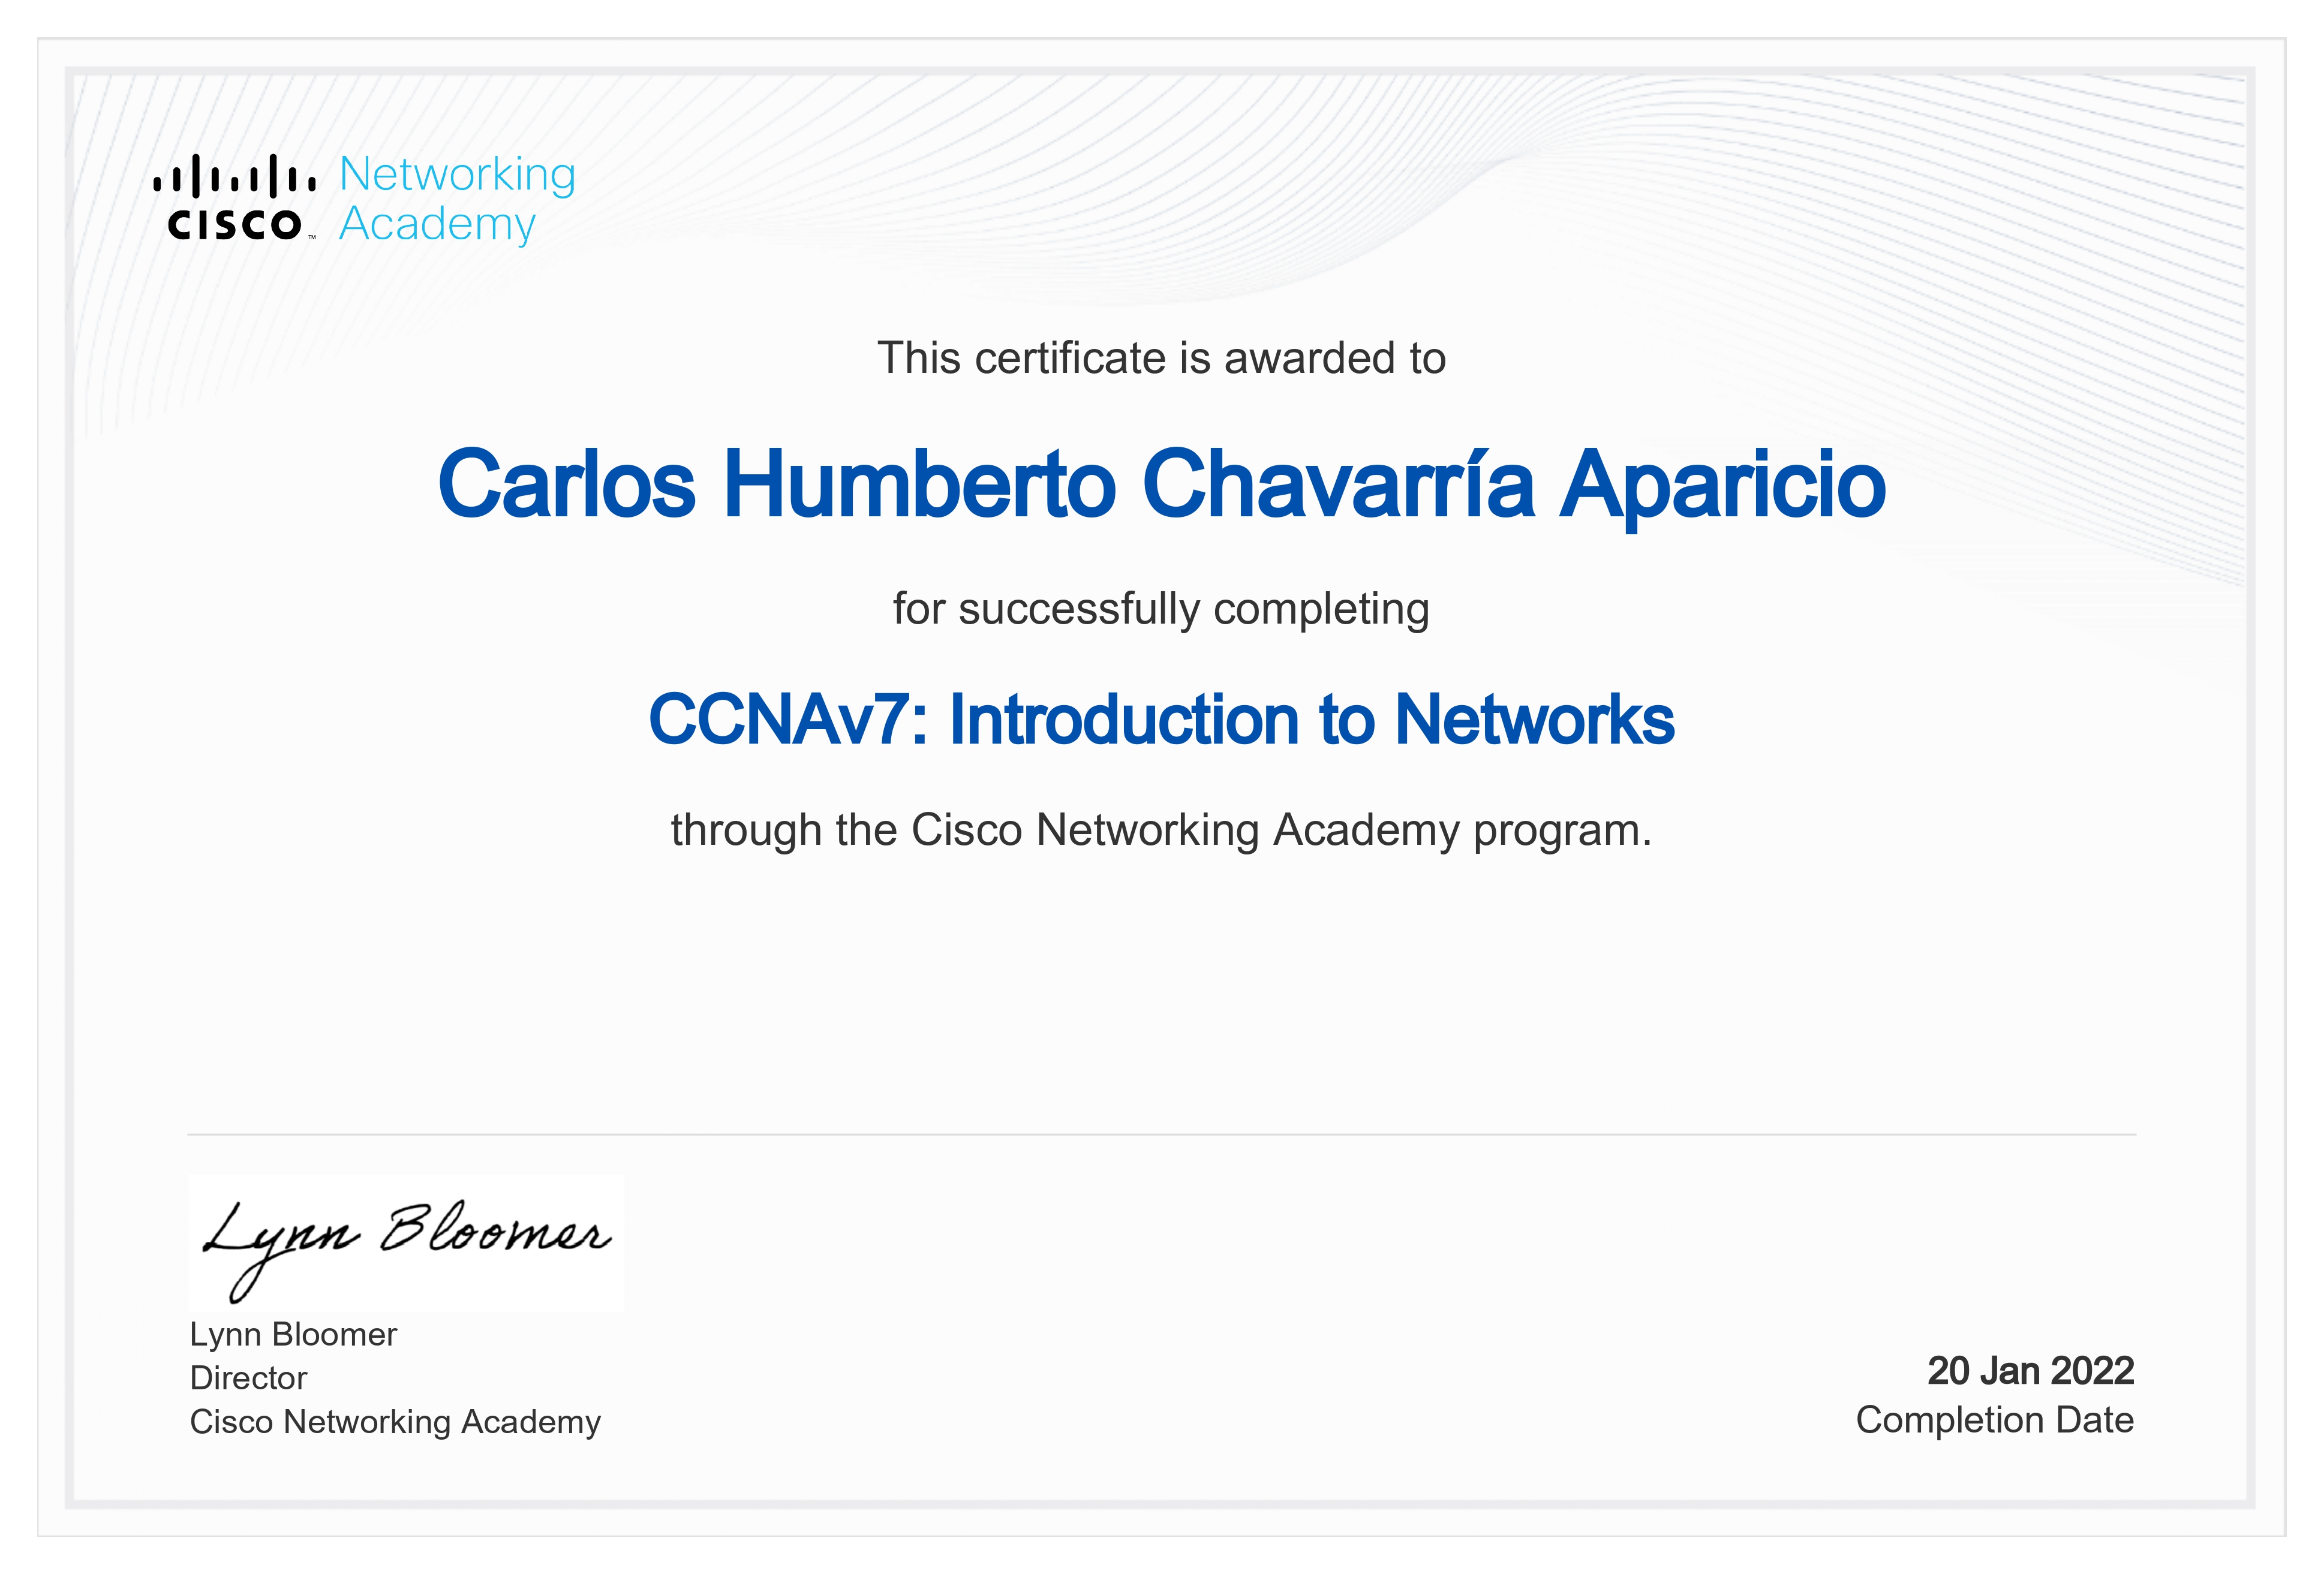 Networking
Academy
CISCO™
This certificate is awarded to
Carlos Humberto Chavarría Aparicio
for successfully completing
CCNAv7: Introduction to Networks
through the Cisco Networking Academy program.
Lynn Bloomer
Lynn Bloomer
Director
Cisco Networking Academy
20 Jan 2022
Completion Date